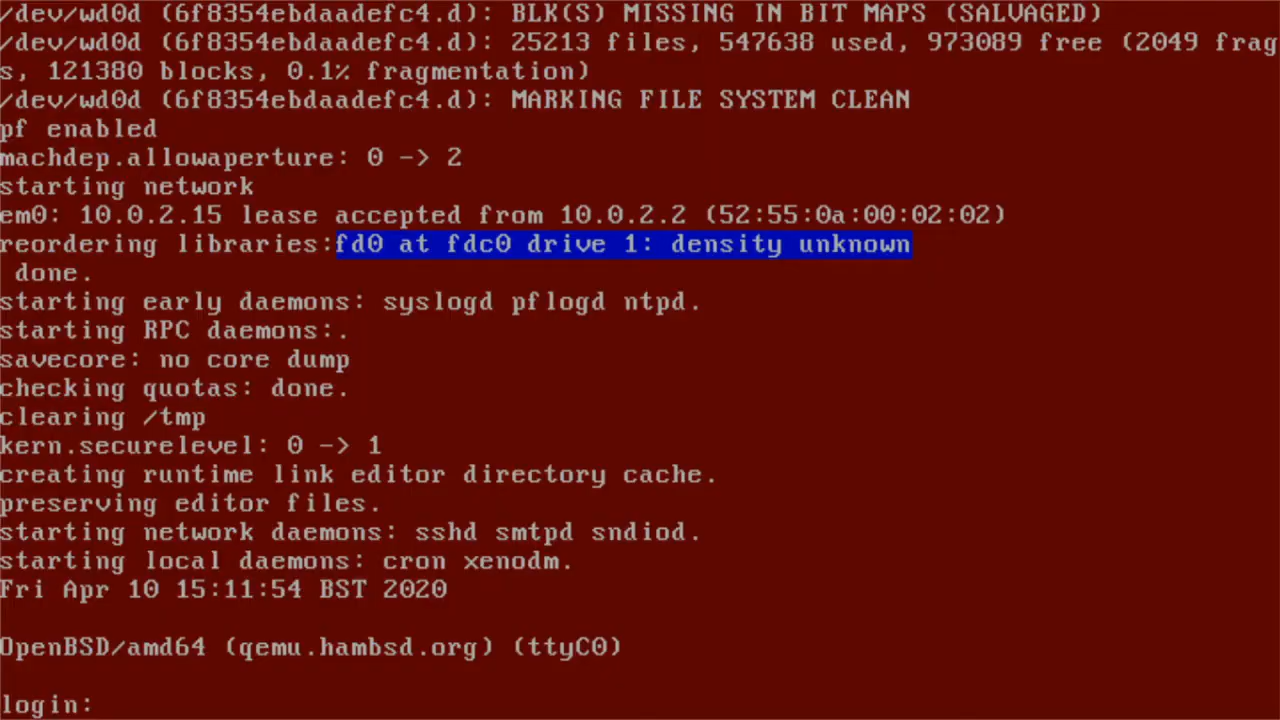 /dev/wd0d (6f8354ebdaadefc4.d): BLK(S) MISSING IN BIT MAPS (SALVAGED)
/dev/wd0d (6f8354ebdaadefc4.d): 25213 files, 547638 used, 973089 free (2049 frag
s, 121380 blocks, 0.1% fragmentation)
/dev/wd0d (6f8354ebdaadefc4.d): MARKING FILE SYSTEM CLEAN
pf enabled
machdep.allowaperture: 0 -> 2
starting network
em0: 10.0.2.15 lease accepted from 10.0.2.2 (52:55:0a:00:02:02)
reordering libraries:fd0 at fdc0 drive 1: density unknown
 done.
starting early daemons: syslogd pflogd ntpd.
starting RPC daemons:.
savecore: no core dump
checking quotas: done.
clearing /tmp
kern.securelevel: 0 -> 1
creating runtime link editor directory cache.
preserving editor files.
starting network daemons: sshd smtpd sndiod.
starting local daemons: cron xenodm.
Fri Apr 10 15:11:54 BST 2020
OpenBSD/amd64 (qemu.hambsd.org) (ttyC0)
login: